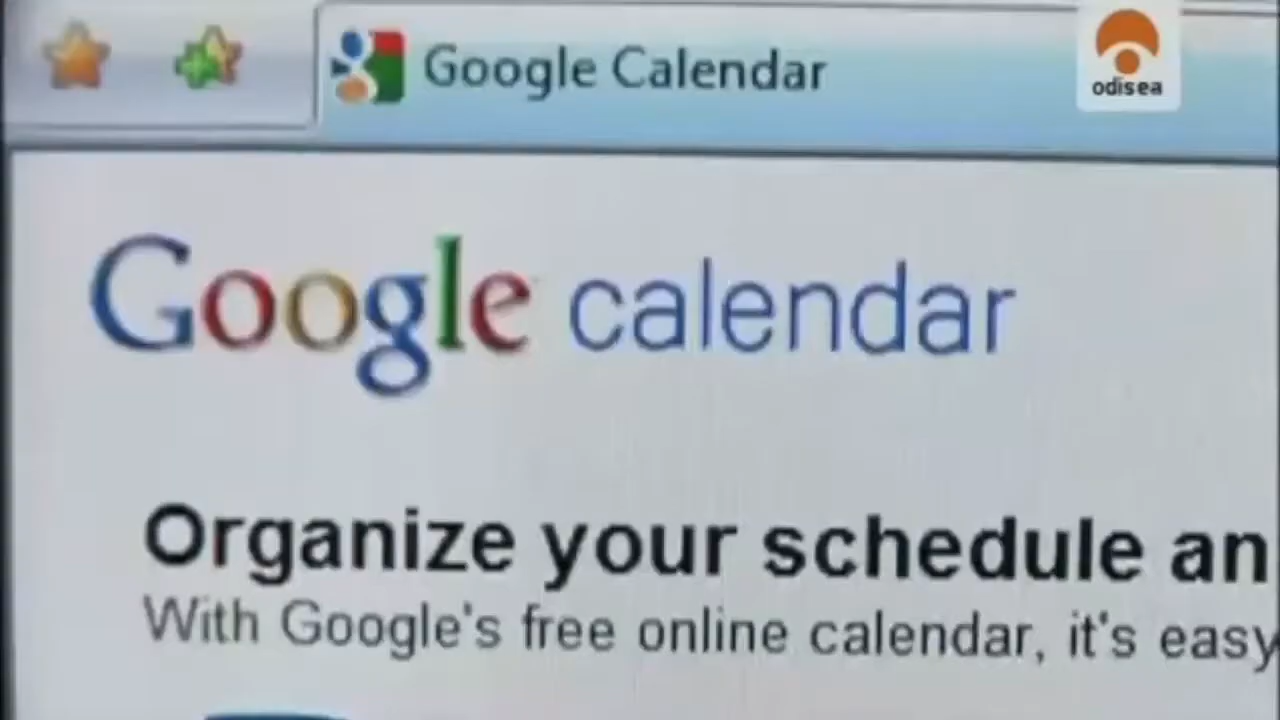 Google Calendar
odisea
Google calendar
Organize your schedule an
With Google's free online calendar, it's easy